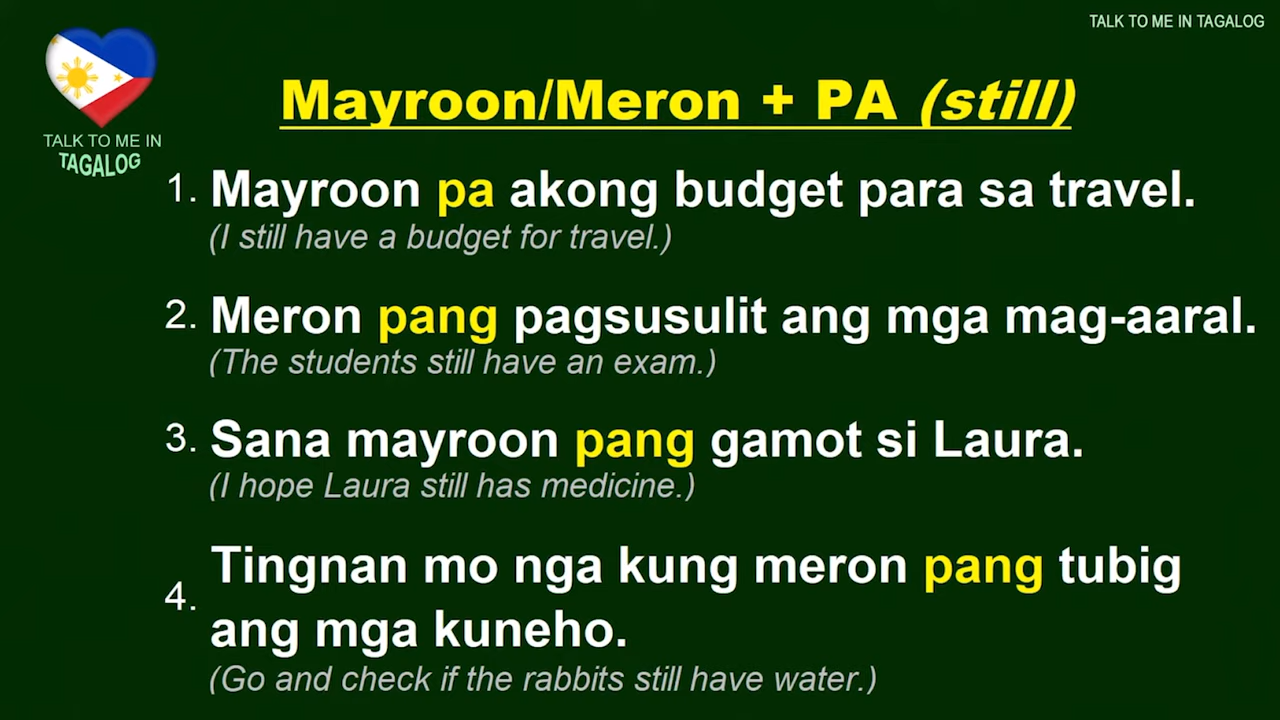 TALK TO ME IN TAGALOG
TALK TO ME IN
TAGALOG
Mayroon/Meron + PA (still)
1. Mayroon pa akong budget para sa travel.
(I still have a budget for travel.)
2. Meron pang pagsusulit ang mga mag-aaral.
(The students still have an exam.)
3. Sana mayroon pang gamot si Laura.
(I hope Laura still has medicine.)
4. Tingnan mo nga kung meron pang tubig
ang mga kuneho.
(Go and check if the rabbits still have water.)